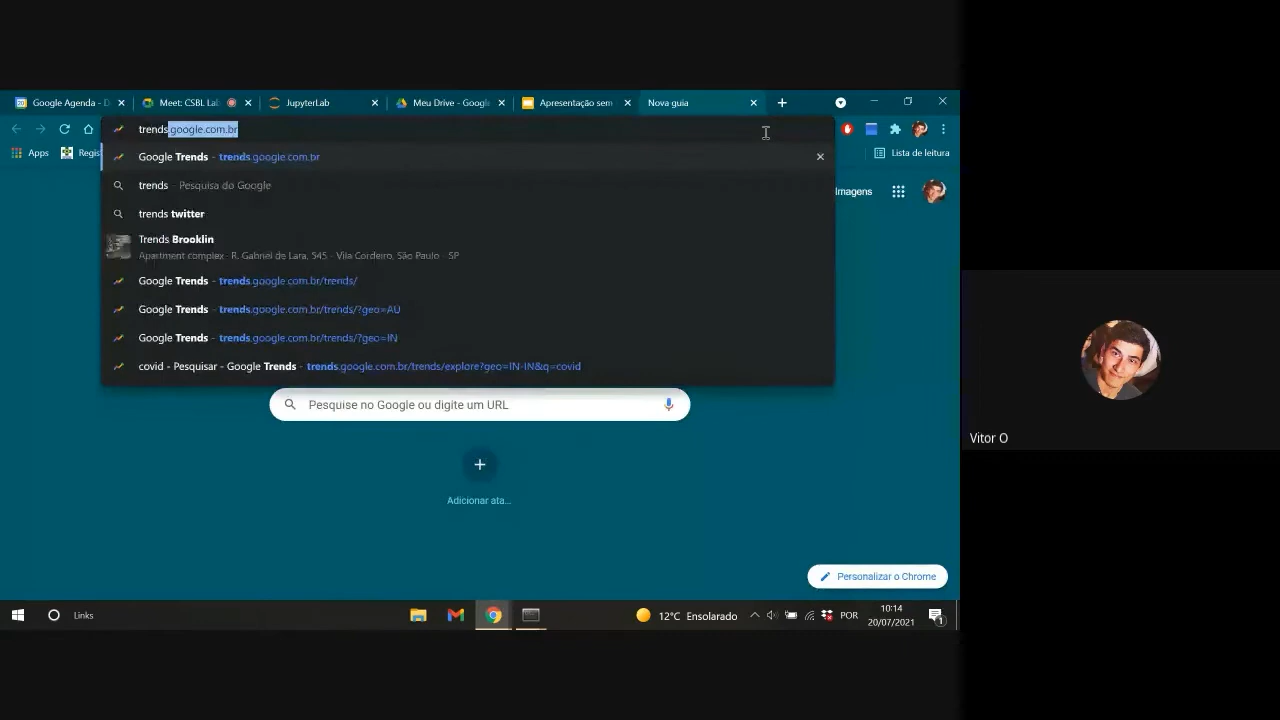 Google Agenda - D
Meet: CSBL Lab
JupyterLab
Meu Drive - Google
Apresentação sem
Nova guia
trends.google.com.br
Google Trends - trends.google.com.br
Apps
Regis
Lista de leitura
trends - Pesquisa do Google
Imagens
trends twitter
Trends Brooklin
Apartment complex · R. Gabriel de Lara, 545 - Vila Cordeiro, São Paulo - SP
Google Trends - trends.google.com.br/trends/
Google Trends - trends.google.com.br/trends/?geo=AU
Google Trends - trends.google.com.br/trends/?geo=IN
covid - Pesquisar - Google Trends - trends.google.com.br/trends/explore?geo=IN-IN&q=covid
Pesquise no Google ou digite um URL
Vitor O
Adicionar ata...
Personalizar o Chrome
Links
12°C Ensolarado
POR
10:14
20/07/2021
1